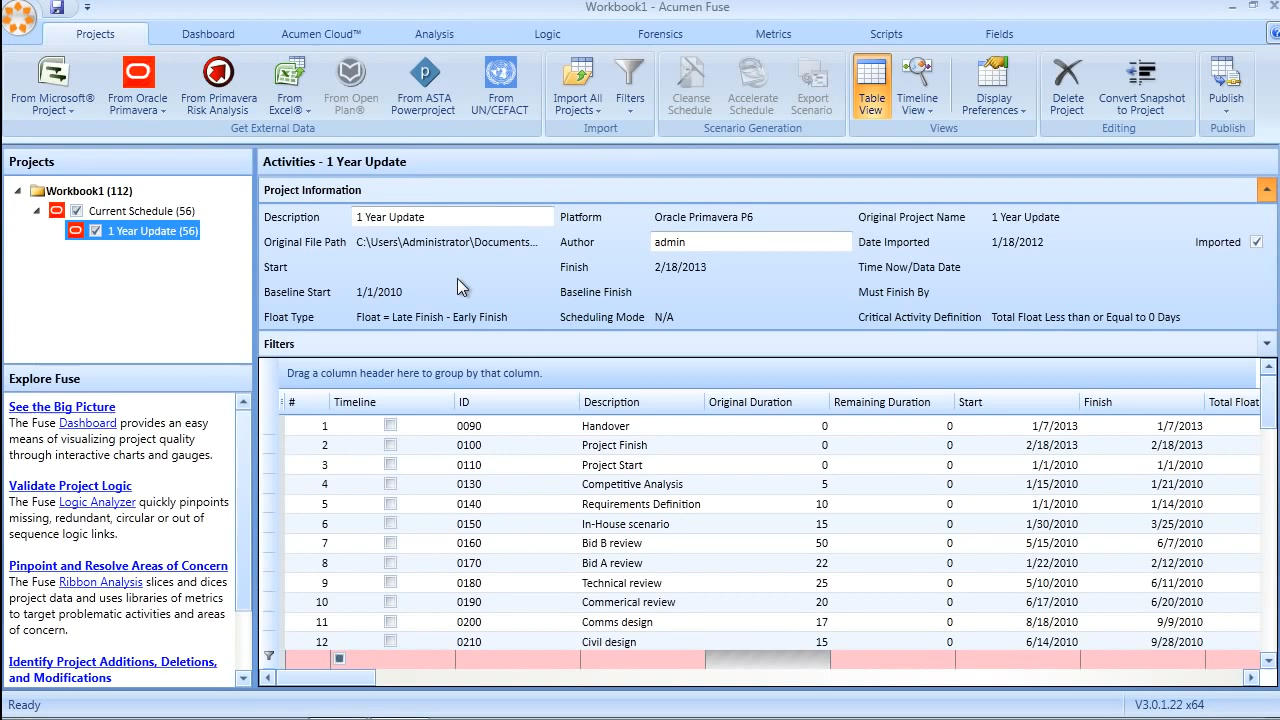 Workbook1 - Acumen Fuse
Projects Dashboard Acumen Cloud™ Analysis Logic Forensics Metrics Scripts Fields
From Microsoft® Project
From Oracle Primavera
From Primavera Risk Analysis
From Excel®
From Open Plan®
From ASTA Powerproject
From UN/CEFACT
Import All Projects
Filters
Cleanse Schedule
Accelerate Schedule
Export Scenario
Table View
Timeline View
Display Preferences
Delete Project
Convert Snapshot to Project
Publish
Get External Data Import Scenario Generation Views Editing Publish
Projects
Workbook1 (112)
Current Schedule (56)
1 Year Update (56)
Explore Fuse
See the Big Picture
The Fuse Dashboard provides an easy
means of visualizing project quality
through interactive charts and gauges.
Validate Project Logic
The Fuse Logic Analyzer quickly pinpoints
missing, redundant, circular or out of
sequence logic links.
Pinpoint and Resolve Areas of Concern
The Fuse Ribbon Analysis slices and dices
project data and uses libraries of metrics
to target problematic activities and areas
of concern.
Identify Project Additions, Deletions,
and Modifications
Activities - 1 Year Update
Project Information
Description 1 Year Update Platform Oracle Primavera P6 Original Project Name 1 Year Update
Original File Path C:\Users\Administrator\Documents... Author admin Date Imported 1/18/2012 Imported
Start Finish 2/18/2013 Time Now/Data Date
Baseline Start 1/1/2010 Baseline Finish Must Finish By
Float Type Float = Late Finish - Early Finish Scheduling Mode N/A Critical Activity Definition Total Float Less than or Equal to 0 Days
Filters
Drag a column header here to group by that column.
# Timeline ID Description Original Duration Remaining Duration Start Finish Total Float
1 0090 Handover 0 0 1/7/2013 1/7/2013
2 0100 Project Finish 0 0 2/18/2013 2/18/2013
3 0110 Project Start 0 0 1/1/2010 1/1/2010
4 0130 Competitive Analysis 5 0 1/15/2010 1/21/2010
5 0140 Requirements Definition 10 0 1/1/2010 1/14/2010
6 0150 In-House scenario 15 0 1/30/2010 3/25/2010
7 0160 Bid B review 50 0 5/15/2010 6/7/2010
8 0170 Bid A review 22 0 1/22/2010 2/12/2010
9 0180 Technical review 25 0 5/10/2010 6/11/2010
10 0190 Commerical review 20 0 6/17/2010 6/20/2010
11 0200 Comms design 17 0 8/18/2010 9/9/2010
12 0210 Civil design 15 0 6/14/2010 9/28/2010
Ready
V3.0.1.22 x64